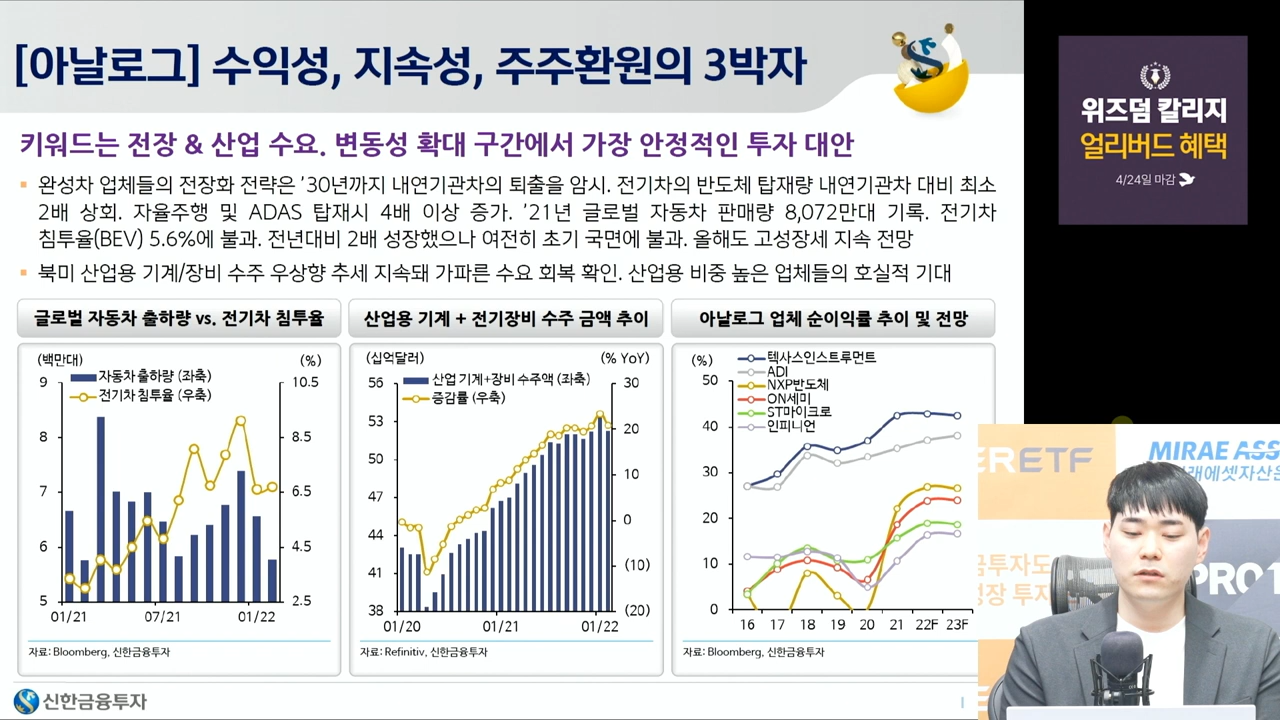 [아날로그] 수익성, 지속성, 주주환원의 3박자
키워드는 전장 & 산업 수요. 변동성 확대 구간에서 가장 안정적인 투자 대안
완성차 업체들의 전장화 전략은 '30년까지 내연기관차의 퇴출을 암시. 전기차의 반도체 탑재량 내연기관차 대비 최소
2배 상회. 자율주행 및 ADAS 탑재시 4배 이상 증가. '21년 글로벌 자동차 판매량 8,072만대 기록. 전기차
침투율(BEV) 5.6%에 불과. 전년대비 2배 성장했으나 여전히 초기 국면에 불과. 올해도 고성장세 지속 전망
북미 산업용 기계/장비 수주 우상향 추세 지속돼 가파른 수요 회복 확인. 산업용 비중 높은 업체들의 호실적 기대
글로벌 자동차 출하량 vs. 전기차 침투율
(백만대)
(%)
자동차 출하량 (좌축)
전기차 침투율 (우축)
9
8
7
6
5
10.5
8.5
6.5
4.5
2.5
01/21
07/21
01/22
자료: Bloomberg, 신한금융투자
산업용 기계 + 전기장비 수주 금액 추이
(십억달러)
(% YoY)
산업 기계+장비 수주액 (좌축)
증감률 (우축)
56
53
50
47
44
41
38
30
20
10
0
(10)
(20)
01/20
01/21
01/22
자료: Refinitiv, 신한금융투자
아날로그 업체 순이익률 추이 및 전망
(%)
텍사스인스트루먼트
ADI
NXP반도체
ON세미
ST마이크로
인피니언
50
40
30
20
10
0
16
17
18
19
20
21
22F
23F
자료: Bloomberg, 신한금융투자
신한금융투자
위즈덤 칼리지
얼리버드 혜택
4/24일 마감
ERETF
MIRAE ASS
래에셋자산운
금투자도
성장 투자
PRO1